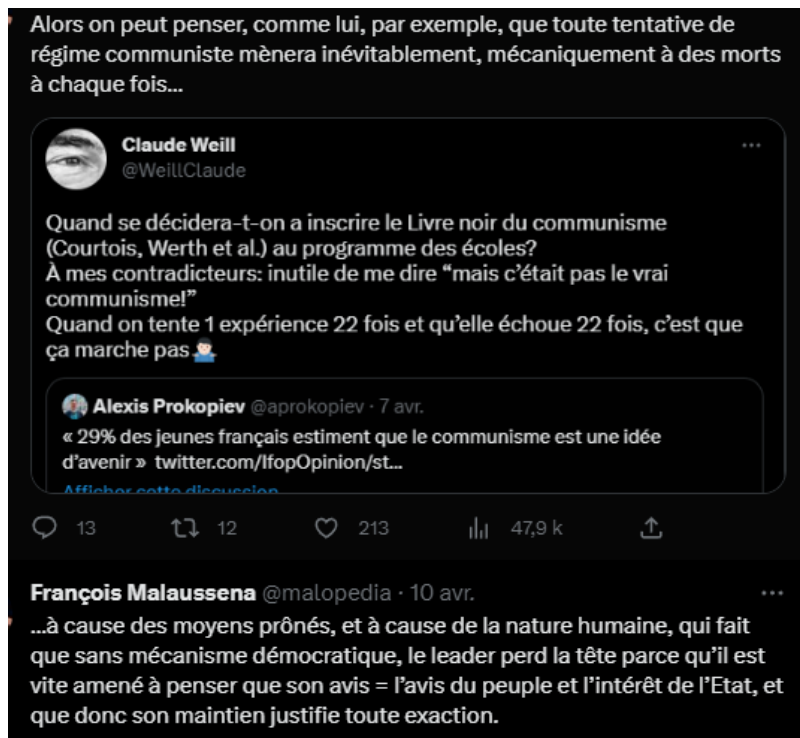 Alors on peut penser, comme lui, par exemple, que toute tentative de
régime communiste mènera inévitablement, mécaniquement à des morts
à chaque fois...
Claude Weill
@WeillClaude
Quand se décidera-t-on a inscrire le Livre noir du communisme
(Courtois, Werth et al.) au programme des écoles?
À mes contradicteurs: inutile de me dire “mais c’était pas le vrai
communisme!”
Quand on tente 1 expérience 22 fois et qu’elle échoue 22 fois, c’est que
ça marche pas 🤷🏻‍♂️
Alexis Prokopiev @aprokopiev · 7 avr.
« 29% des jeunes français estiment que le communisme est une idée
d’avenir » twitter.com/IfopOpinion/st...
Afficher cette discussion
13 12 213 47,9 k
François Malaussena @malopedia · 10 avr.
...à cause des moyens prônés, et à cause de la nature humaine, qui fait
que sans mécanisme démocratique, le leader perd la tête parce qu’il est
vite amené à penser que son avis = l’avis du peuple et l’intérêt de l’Etat, et
que donc son maintien justifie toute exaction.